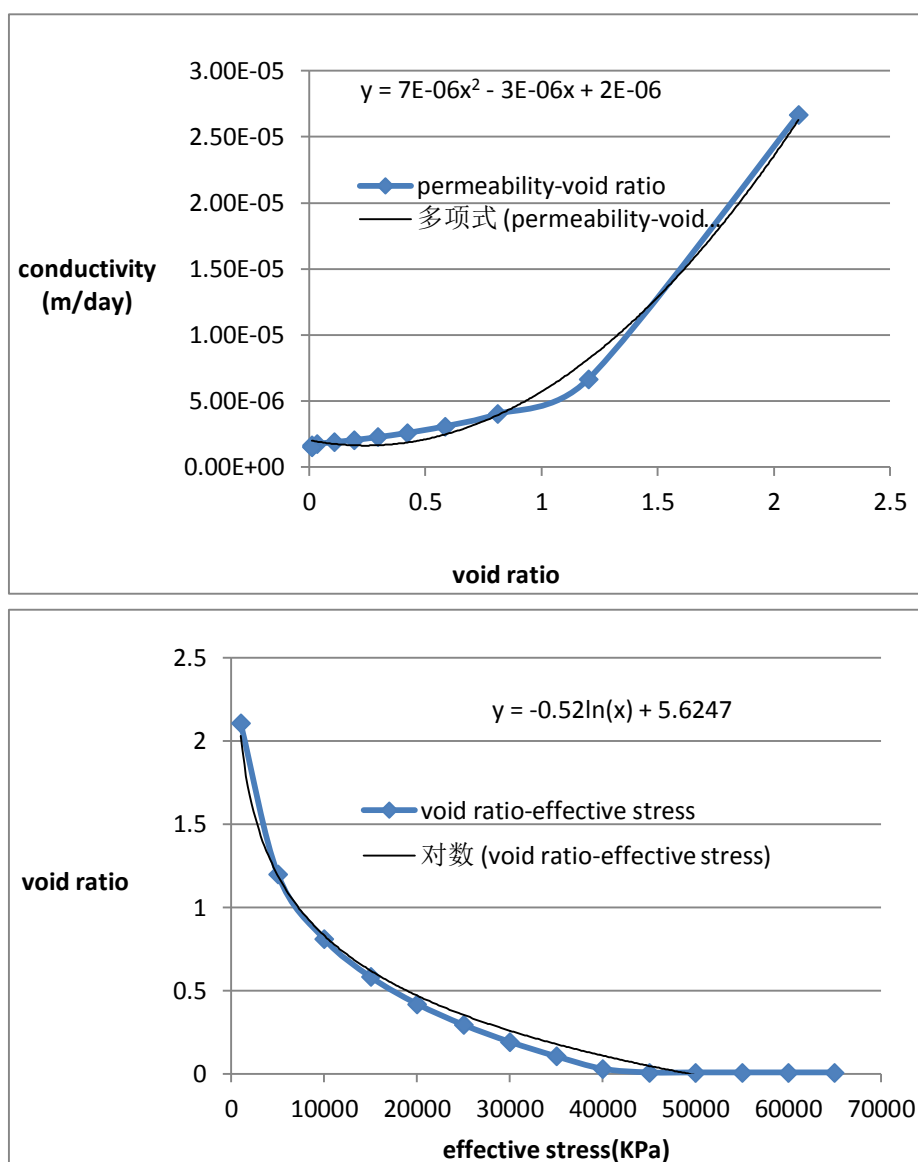 3.00E-05
y = 7E-06x² - 3E-06x + 2E-06
2.50E-05
permeability-void ratio
2.00E-05
多项式 (permeability-void...
conductivity
(m/day)
1.50E-05
1.00E-05
5.00E-06
0.00E+00
0 0.5 1 1.5 2 2.5
void ratio
2.5
y = -0.52ln(x) + 5.6247
2
void ratio-effective stress
1.5
对数 (void ratio-effective stress)
void ratio
1
0.5
0
0 10000 20000 30000 40000 50000 60000 70000
effective stress(KPa)